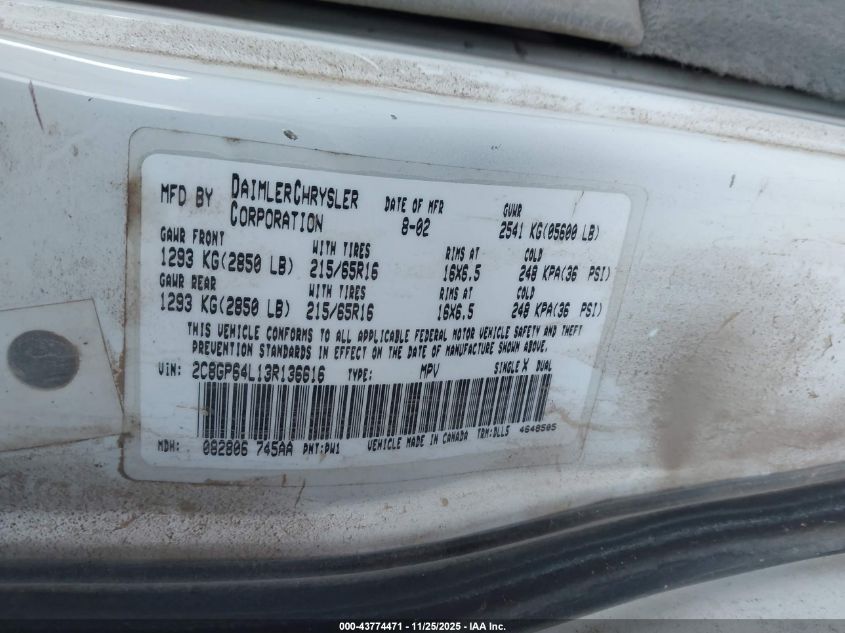 MFD BY DAIMLERCHRYSLER CORPORATION DATE OF MFR 8-02 GVWR 2541 KG(05600 LB)
GAWR FRONT WITH TIRES RIMS AT COLD
1293 KG(2850 LB) 215/65R16 16X6.5 248 KPA(36 PSI)
GAWR REAR WITH TIRES RIMS AT COLD
1293 KG(2850 LB) 215/65R16 16X6.5 248 KPA(36 PSI)
THIS VEHICLE CONFORMS TO ALL APPLICABLE FEDERAL MOTOR VEHICLE SAFETY AND THEFT
PREVENTION STANDARDS IN EFFECT ON THE DATE OF MANUFACTURE SHOWN ABOVE.
VIN: 2C8GP64L13R136616 TYPE: MPV SINGLE X DUAL
MDH: 082806 745AA PNT:PW1 VEHICLE MADE IN CANADA TRM:DLL5 4648505
000-43774471 | 11/25/2025 - IAA Inc.